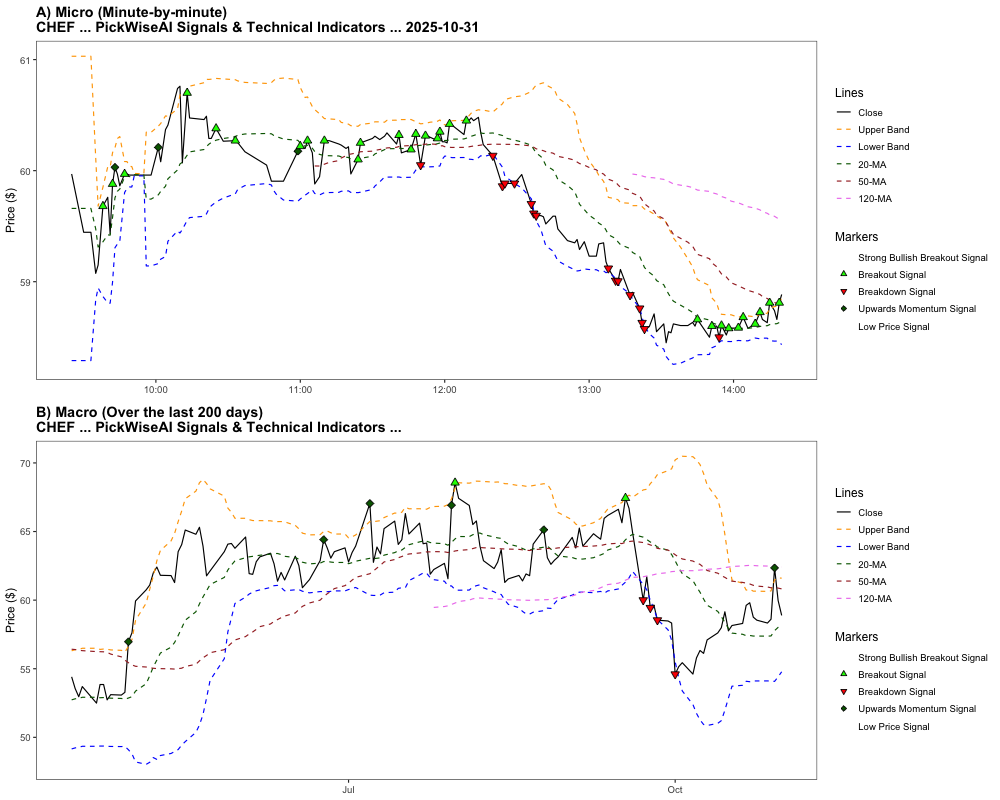 A) Micro (Minute-by-minute)
CHEF ... PickWiseAI Signals & Technical Indicators ... 2025-10-31
Price ($)
61
60
59
10:00
11:00
12:00
13:00
14:00
Lines
Close
Upper Band
Lower Band
20-MA
50-MA
120-MA
Markers
Strong Bullish Breakout Signal
Breakout Signal
Breakdown Signal
Upwards Momentum Signal
Low Price Signal
B) Macro (Over the last 200 days)
CHEF ... PickWiseAI Signals & Technical Indicators ...
Price ($)
70
65
60
55
50
Jul
Oct
Lines
Close
Upper Band
Lower Band
20-MA
50-MA
120-MA
Markers
Strong Bullish Breakout Signal
Breakout Signal
Breakdown Signal
Upwards Momentum Signal
Low Price Signal